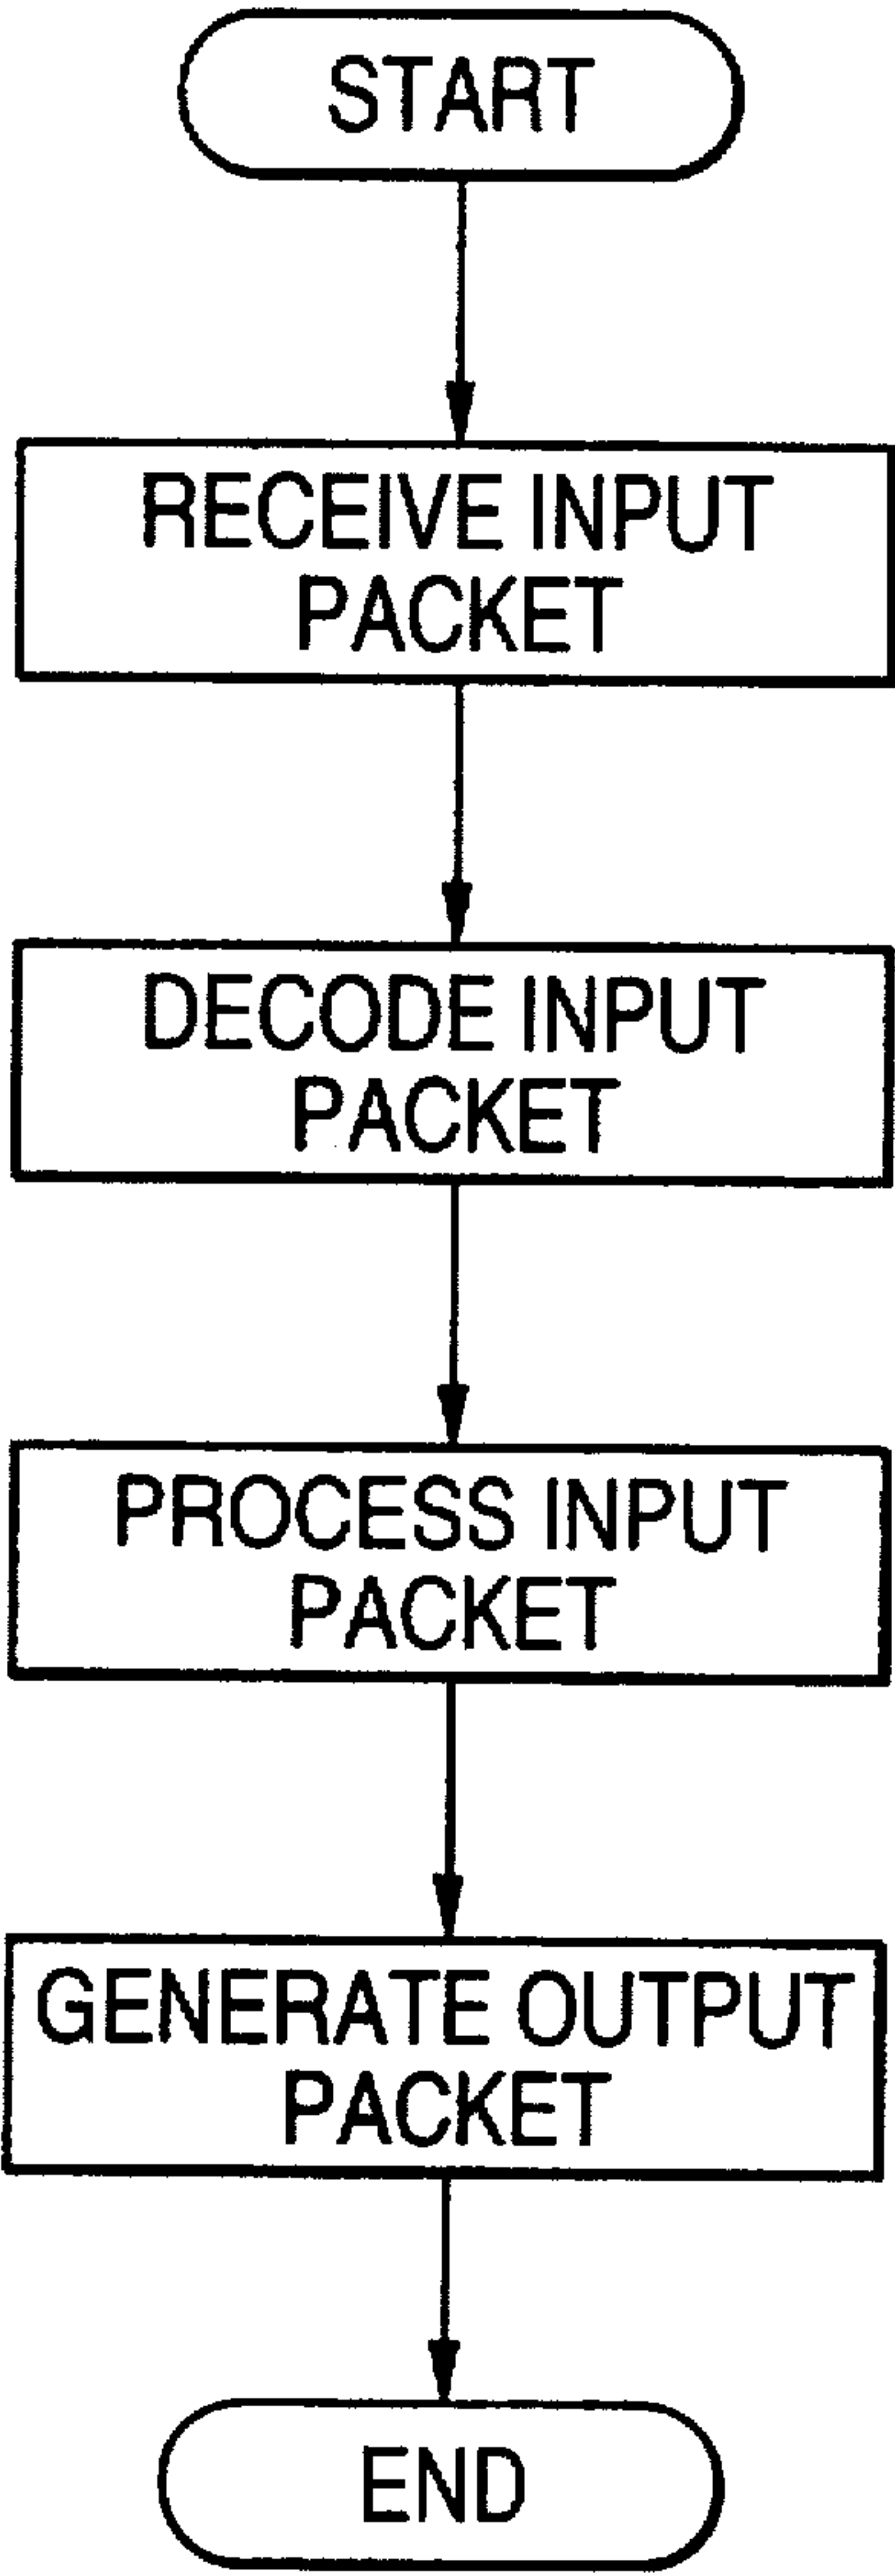 START
RECEIVE INPUT
PACKET
DECODE INPUT
PACKET
PROCESS INPUT
PACKET
GENERATE OUTPUT
PACKET
END